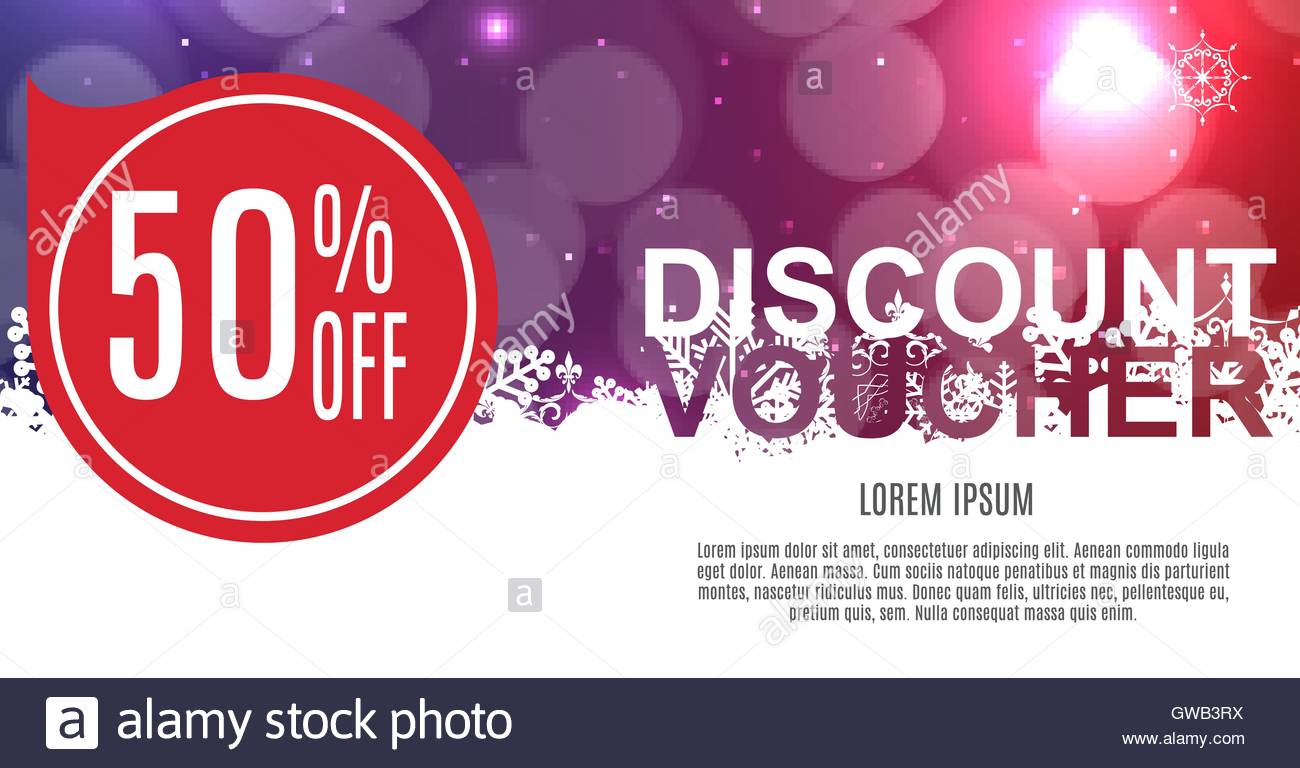 50% OFF
DISCOUNT
VOUCHER
LOREM IPSUM
Lorem ipsum dolor sit amet, consectetuer adipiscing elit. Aenean commodo ligula
eget dolor. Aenean massa. Cum sociis natoque penatibus et magnis dis parturient
montes, nascetur ridiculus mus. Donec quam felis, ultricies nec, pellentesque eu,
pretium quis, sem. Nulla consequat massa quis enim.
a alamy stock photo
GWB3RX
www.alamy.com